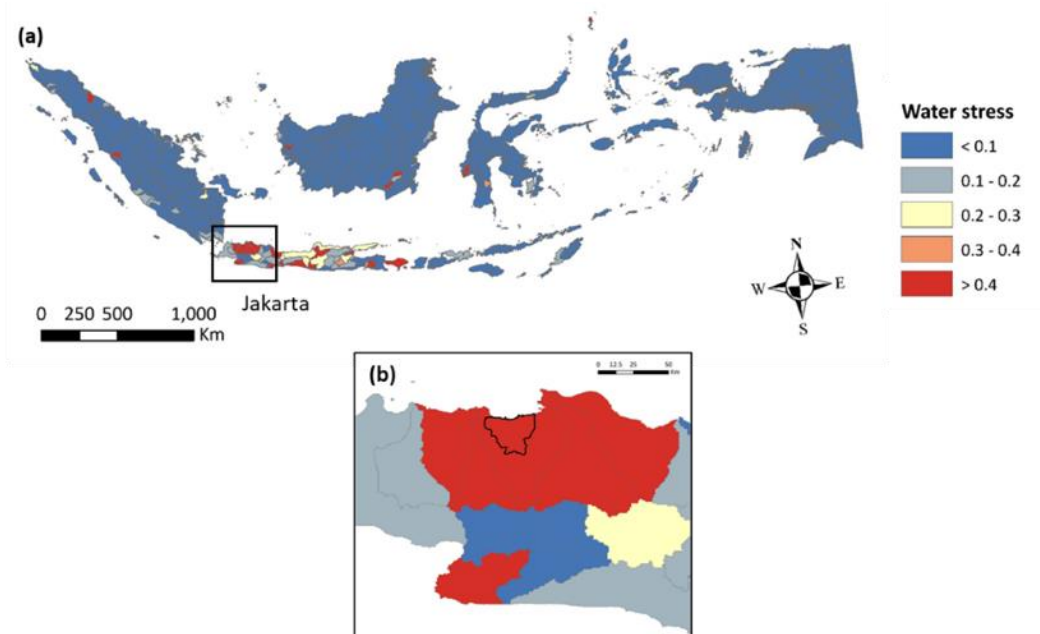 (a)
Water stress
< 0.1
0.1 - 0.2
0.2 - 0.3
0.3 - 0.4
> 0.4
N
W E
S
Jakarta
0 250 500 1,000
Km
(b)
0 12.5 25 50
Km